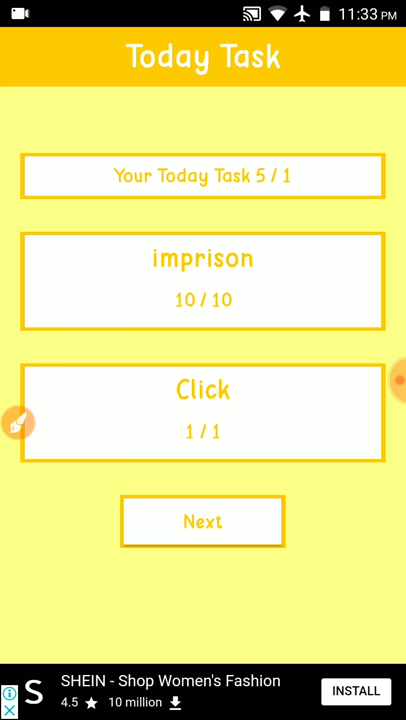 11:33 PM
Today Task
Your Today Task 5 / 1
imprison
10 / 10
Click
1 / 1
Next
S
SHEIN - Shop Women's Fashion
4.5 ★ 10 million
INSTALL